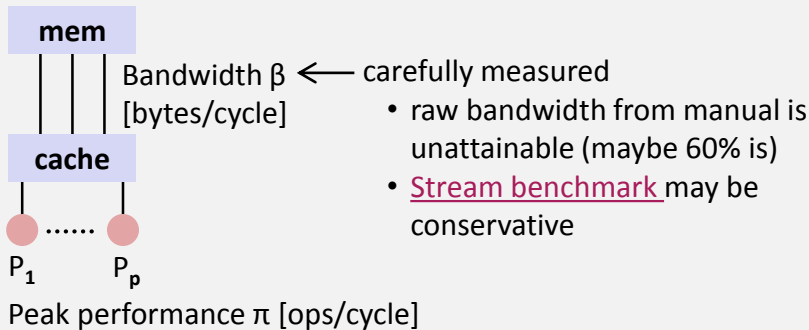 mem
Bandwidth β
[bytes/cycle]
carefully measured
• raw bandwidth from manual is
unattainable (maybe 60% is)
• Stream benchmark may be
conservative
cache
......
P1 Pp
Peak performance π [ops/cycle]